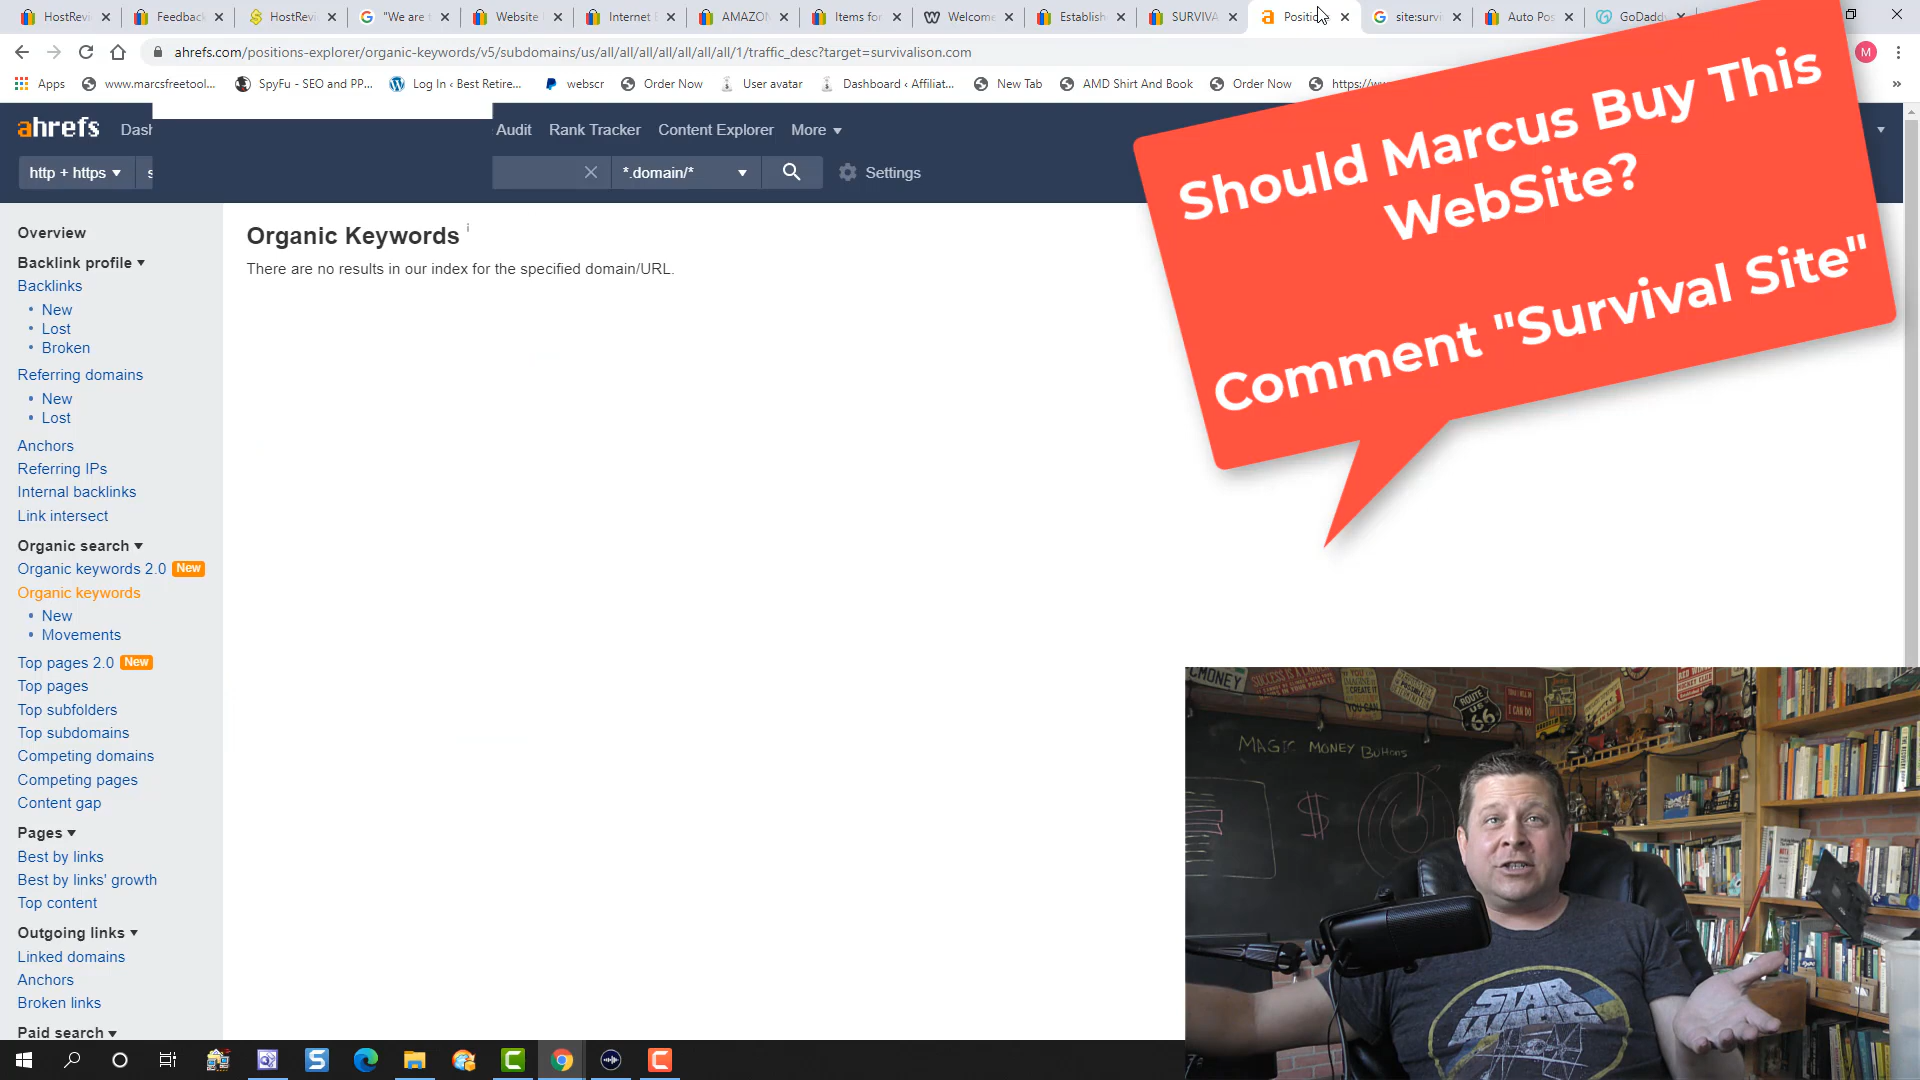 HostRevi
Feedback
HostRevi
"We are t
Website
Internet E
AMAZON
Items for
Welcome
Establish
SURVIVA
Positio
site:survi
Auto Pos
GoDadd
ahrefs.com/positions-explorer/organic-keywords/v5/subdomains/us/all/all/all/all/all/all/all/1/traffic_desc?target=survivalison.com
M
Apps
www.marcsfreetool...
SpyFu - SEO and PP...
Log In ‹ Best Retire...
webscr
Order Now
User avatar
Dashboard ‹ Affiliat...
New Tab
AMD Shirt And Book
Order Now
»
ahrefs
Dash
Audit
Rank Tracker
Content Explorer
More
http + https
s
*.domain/*
Settings
Should Marcus Buy This
WebSite?
Comment "Survival Site"
Overview
Backlink profile
Backlinks
• New
• Lost
• Broken
Referring domains
• New
• Lost
Anchors
Referring IPs
Internal backlinks
Link intersect
Organic search
Organic keywords 2.0 New
Organic keywords
• New
• Movements
Top pages 2.0 New
Top pages
Top subfolders
Top subdomains
Competing domains
Competing pages
Content gap
Pages
Best by links
Best by links' growth
Top content
Outgoing links
Linked domains
Anchors
Broken links
Paid search
Organic Keywords i
There are no results in our index for the specified domain/URL.
ROUTE
US
66
MAGIC MONEY BUttons
$
STAR
WARS